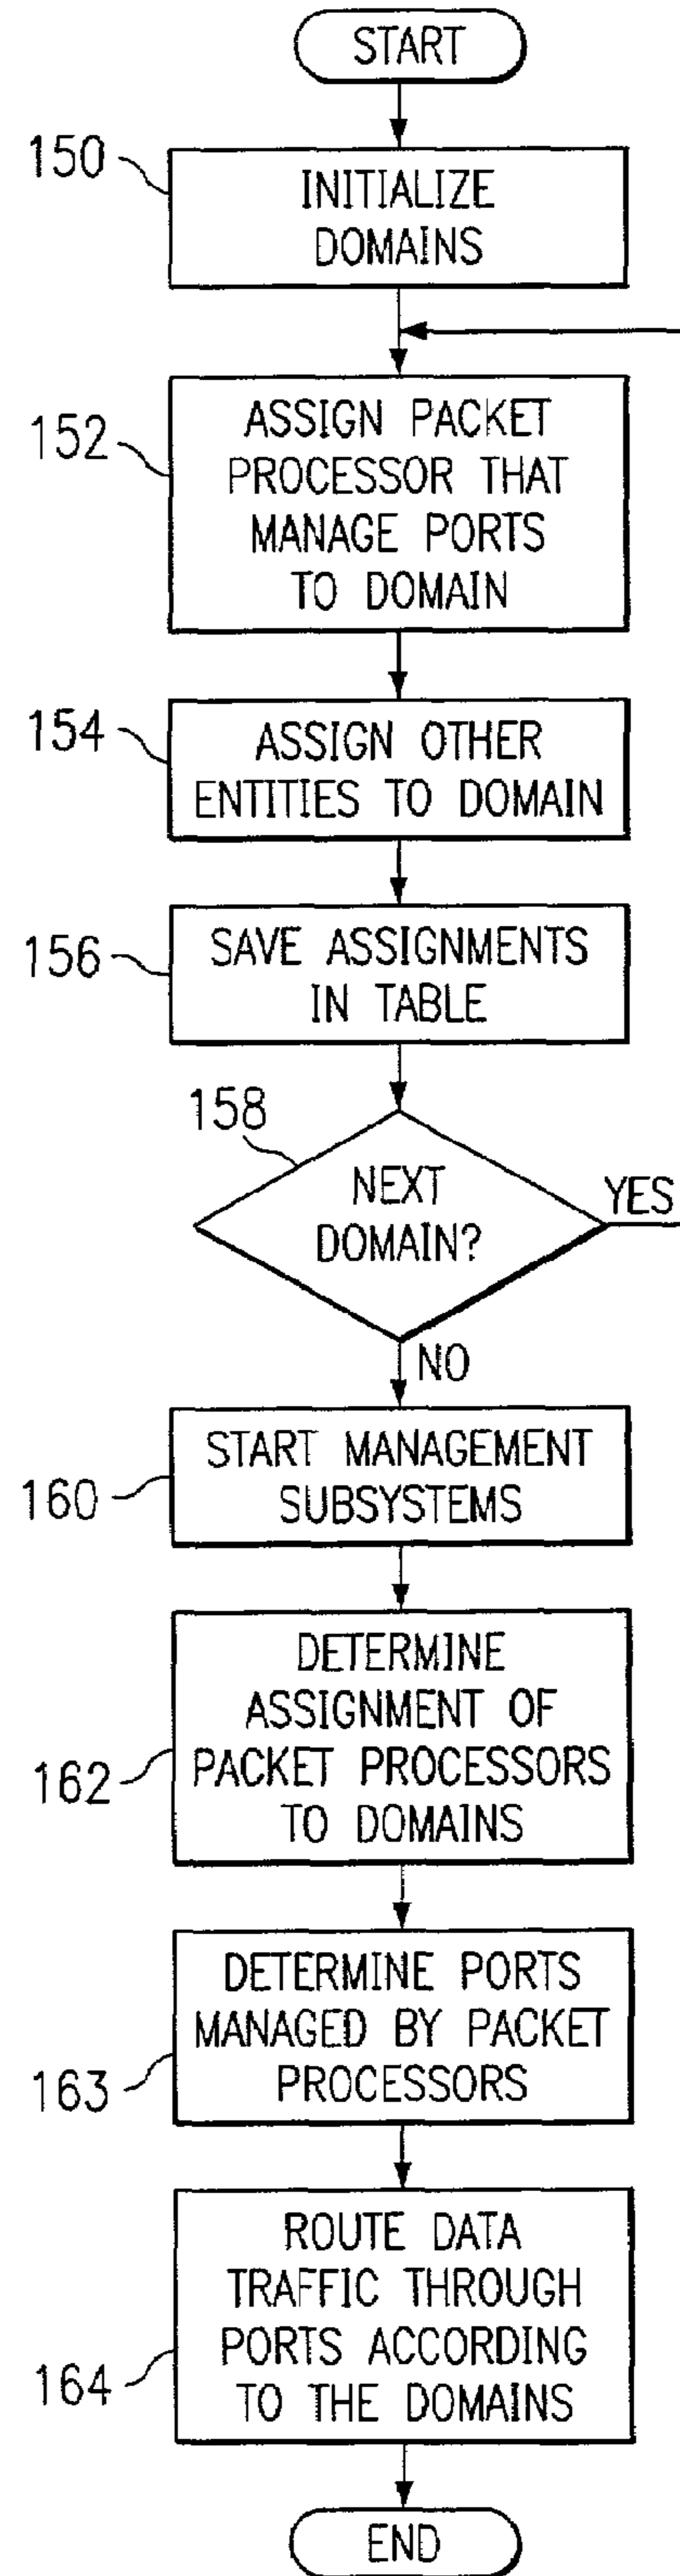 START
150
INITIALIZE
DOMAINS
152
ASSIGN PACKET
PROCESSOR THAT
MANAGE PORTS
TO DOMAIN
154
ASSIGN OTHER
ENTITIES TO DOMAIN
156
SAVE ASSIGNMENTS
IN TABLE
158
NEXT
DOMAIN?
YES
NO
160
START MANAGEMENT
SUBSYSTEMS
162
DETERMINE
ASSIGNMENT OF
PACKET PROCESSORS
TO DOMAINS
163
DETERMINE PORTS
MANAGED BY PACKET
PROCESSORS
164
ROUTE DATA
TRAFFIC THROUGH
PORTS ACCORDING
TO THE DOMAINS
END